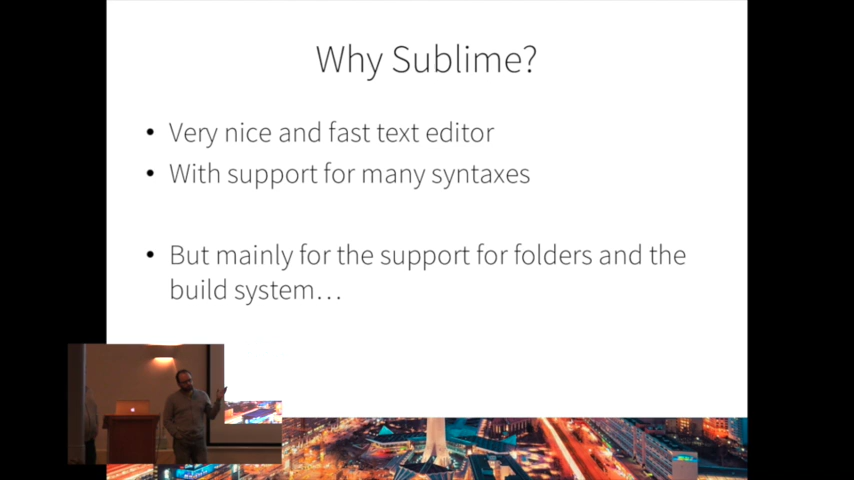 Why Sublime?
• Very nice and fast text editor
• With support for many syntaxes
• But mainly for the support for folders and the
build system…